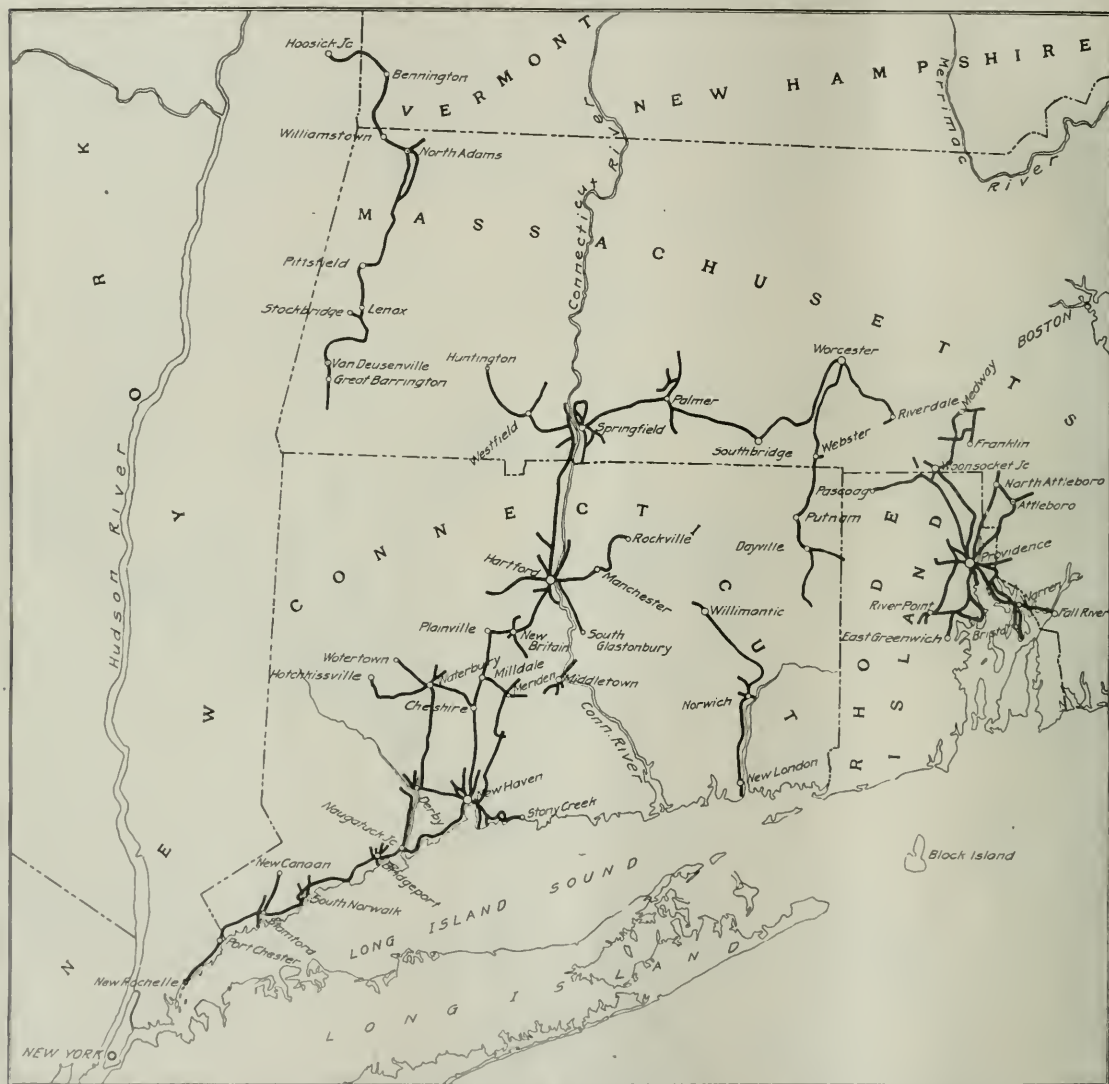 Hoosick Jc
Bennington
VERMONT
NEW HAMPSHIRE
Merrimac
River
Williamstown
North Adams
Connecticut River
MASSACHUSETTS
NEW YORK
Hudson River
Pittsfield
Stockbridge
Lenox
BOSTON
Van Deusenville
Great Barrington
Huntington
Worcester
Medway
Palmer
Riverdale
Westfield
Springfield
Southbridge
Webster
Franklin
Woonsocket Jc
Pascoag
North Attleboro
Attleboro
CONNECTICUT
Putnam
Rockville
Dayville
Hartford
Manchester
Providence
RHODE
ISLAND
River Point
Warren
Fall River
Willimantic
Plainville
New
Britain
South
Glastonbury
East Greenwich
Bristol
Watertown
Hotchkissville
Waterbury
Milldale
Meriden
Middletown
Cheshire
Norwich
Conn. River
New London
New Haven
Derby
Stony Creek
Naugatuck Jc
Bridgeport
New Canaan
South Norwalk
Stamford
Port Chester
Block Island
LONG ISLAND SOUND
New Rochelle
LONG ISLAND
NEW YORK